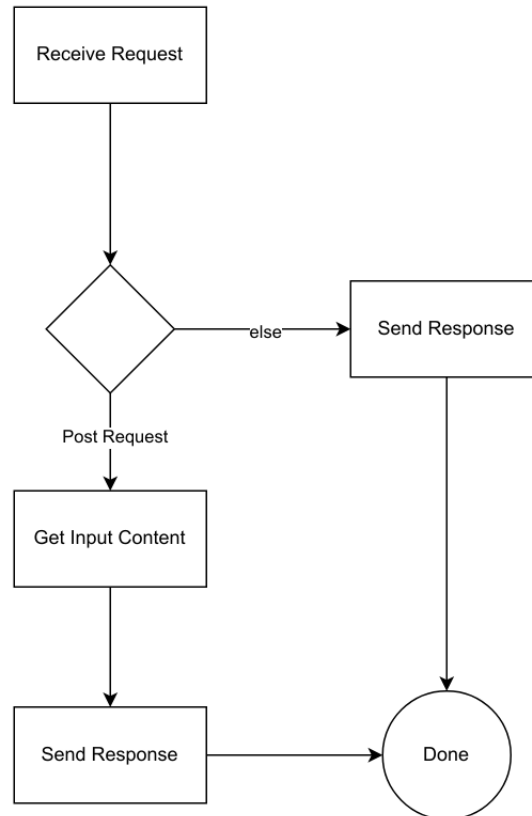 Receive Request
else
Send Response
Post Request
Get Input Content
Send Response
Done